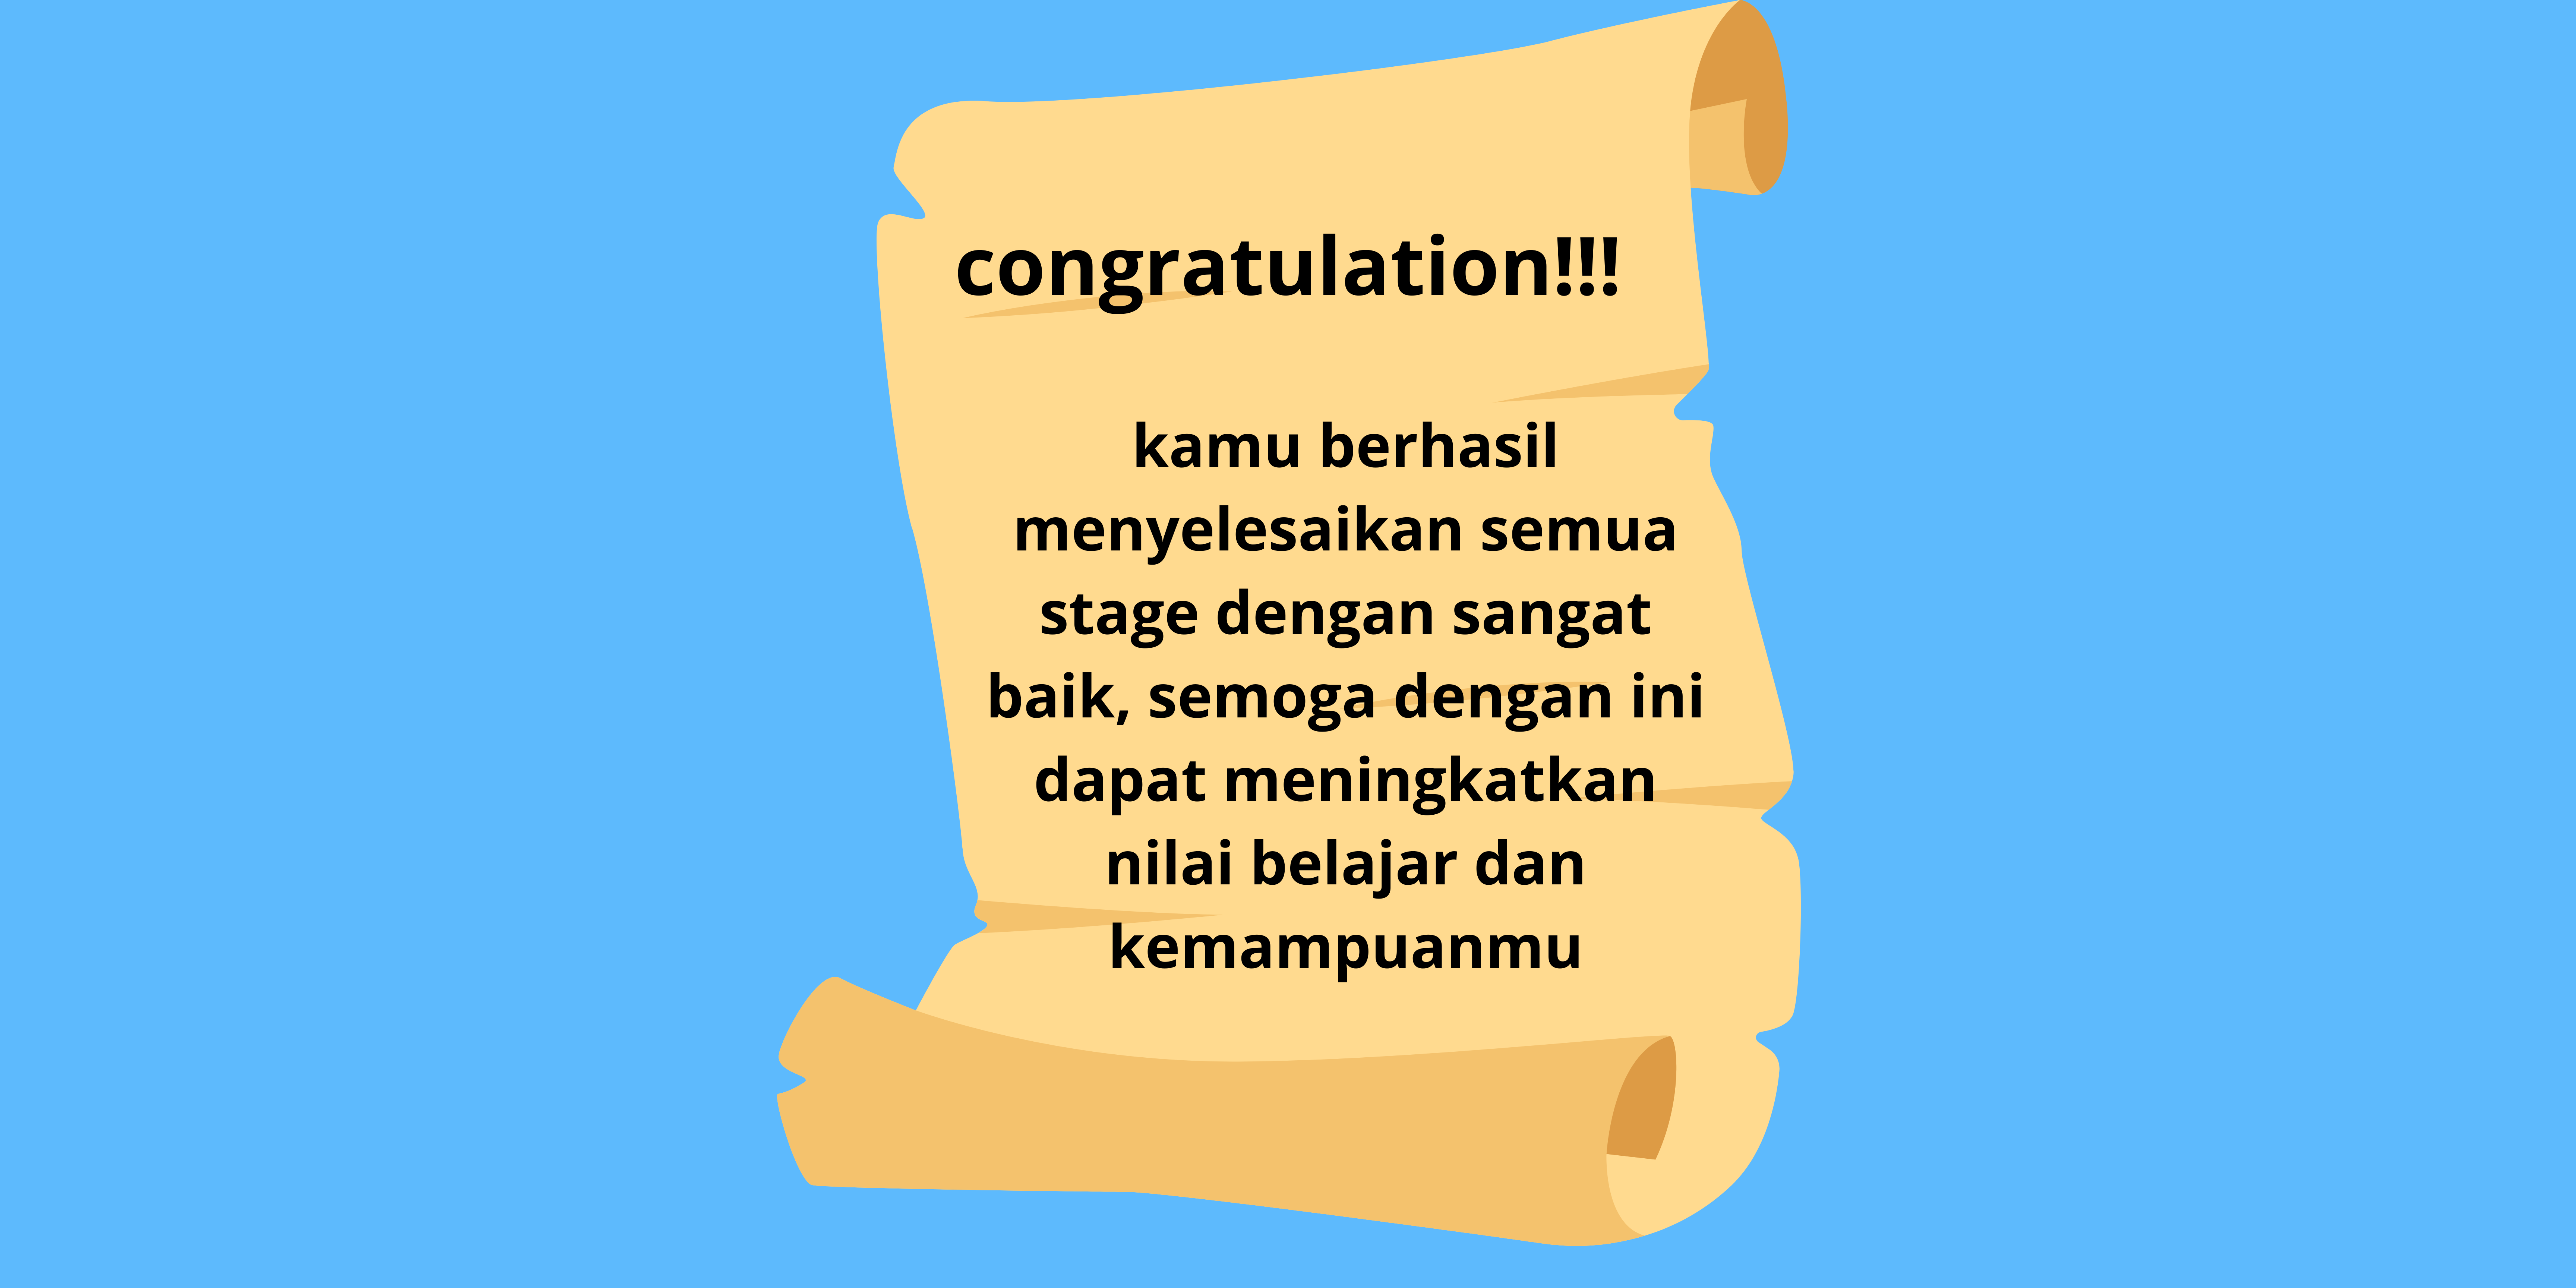 congratulation!!!
kamu berhasil
menyelesaikan semua
stage dengan sangat
baik, semoga dengan ini
dapat meningkatkan
nilai belajar dan
kemampuanmu